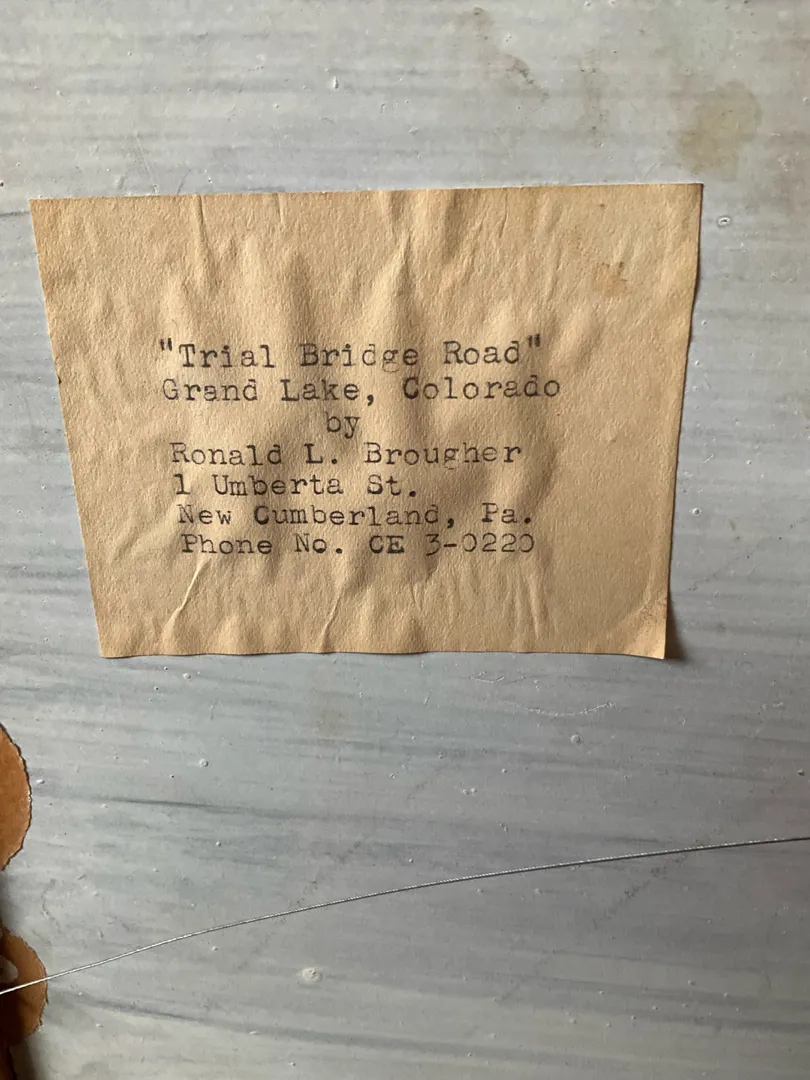 "Trial Bridge Road"
Grand Lake, Colorado
by
Ronald L. Brougher
1 Umberta St.
New Cumberland, Pa.
Phone No. CE 3-0220